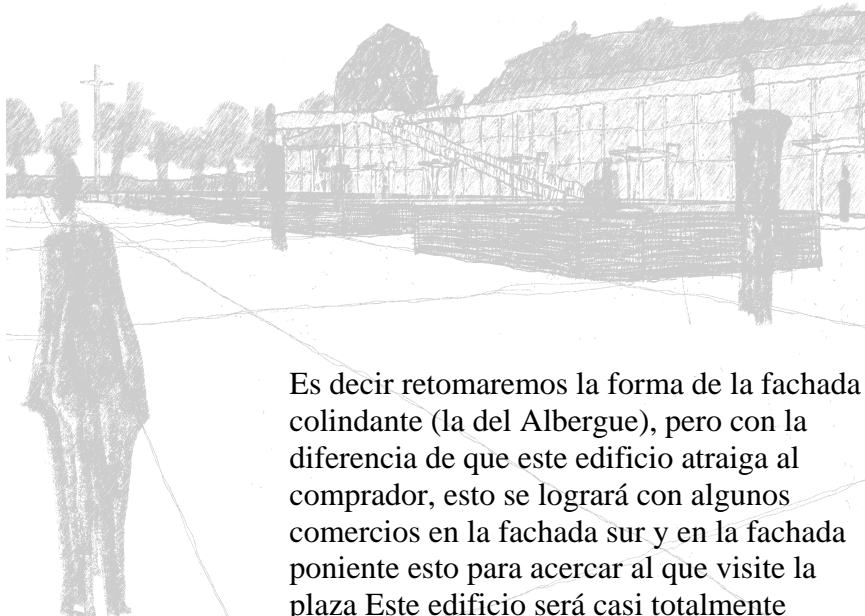 Es decir retomaremos la forma de la fachada
colindante (la del Albergue), pero con la
diferencia de que este edificio atraiga al
comprador, esto se logrará con algunos
comercios en la fachada sur y en la fachada
poniente esto para acercar al que visite la
plaza Este edificio será casi totalmente